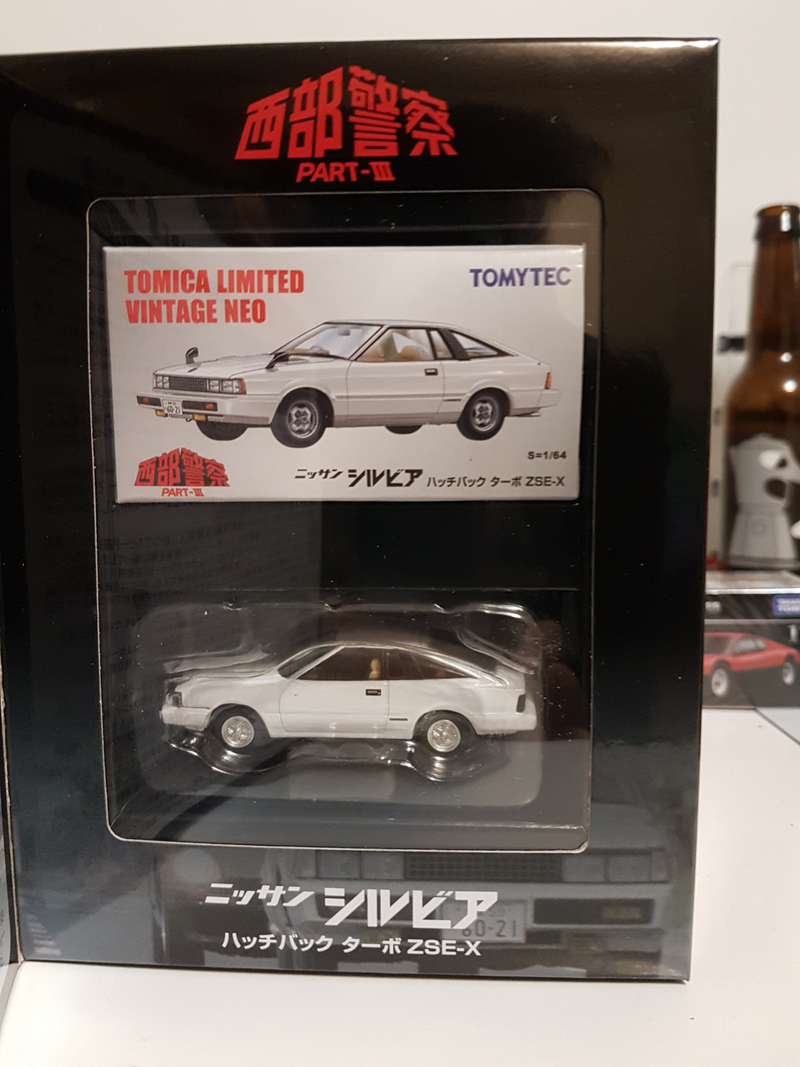 西部警察
PART-III
TOMICA LIMITED
VINTAGE NEO
TOMYTEC
60-21
S=1/64
西部警察
PART-III
ニッサン シルビア ハッチバック ターボ ZSE-X
ニッサン シルビア
60-21
ハッチバック ターボ ZSE-X